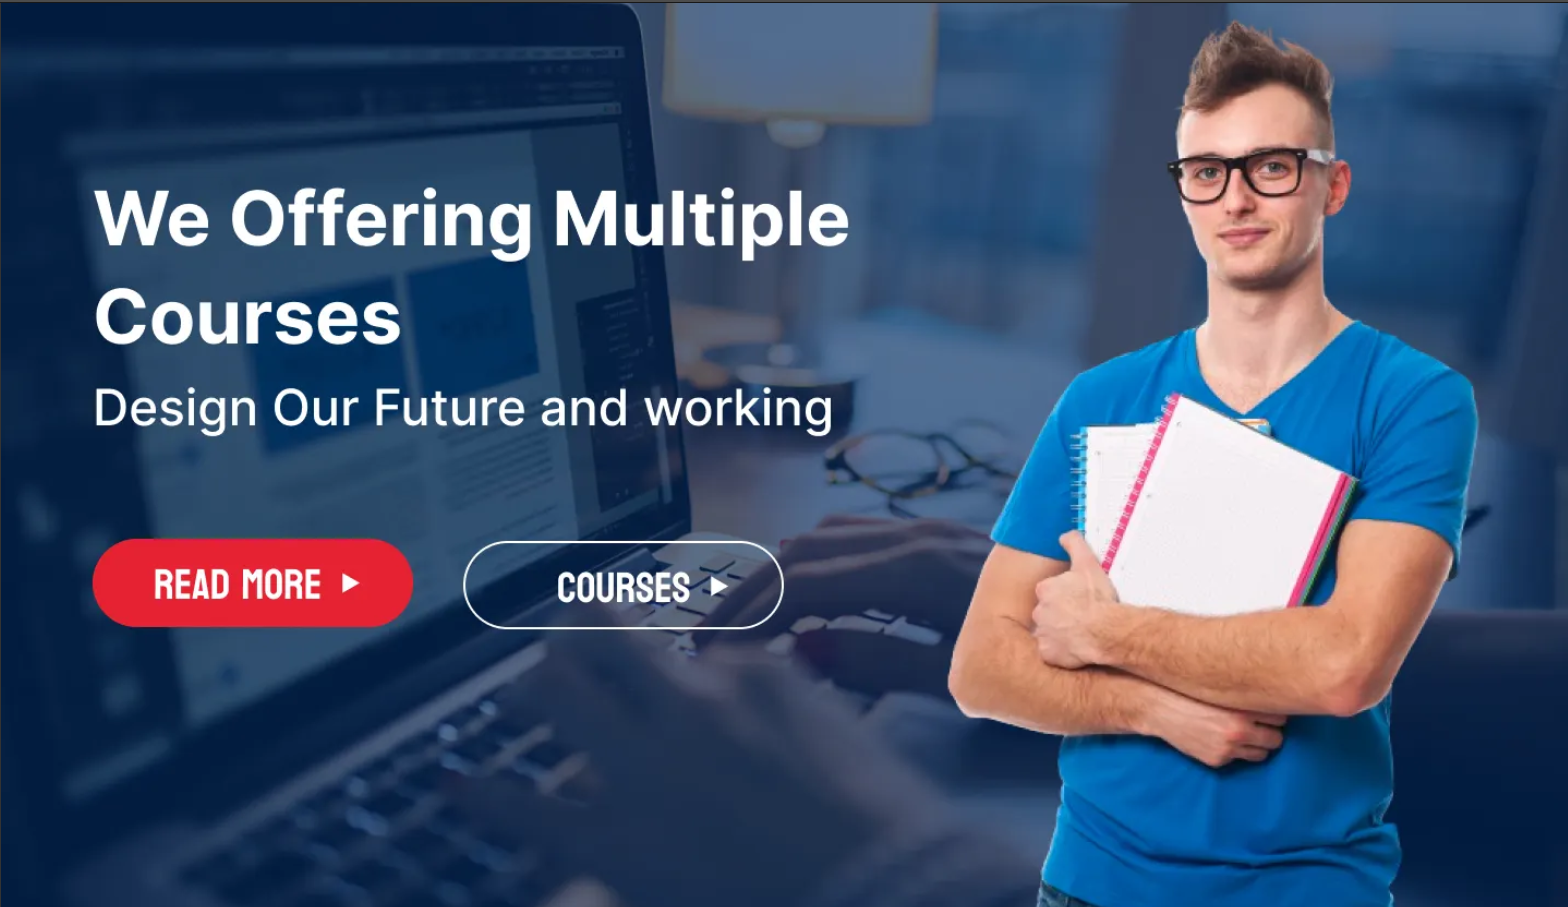 We Offering Multiple
Courses
Design Our Future and working
READ MORE
COURSES